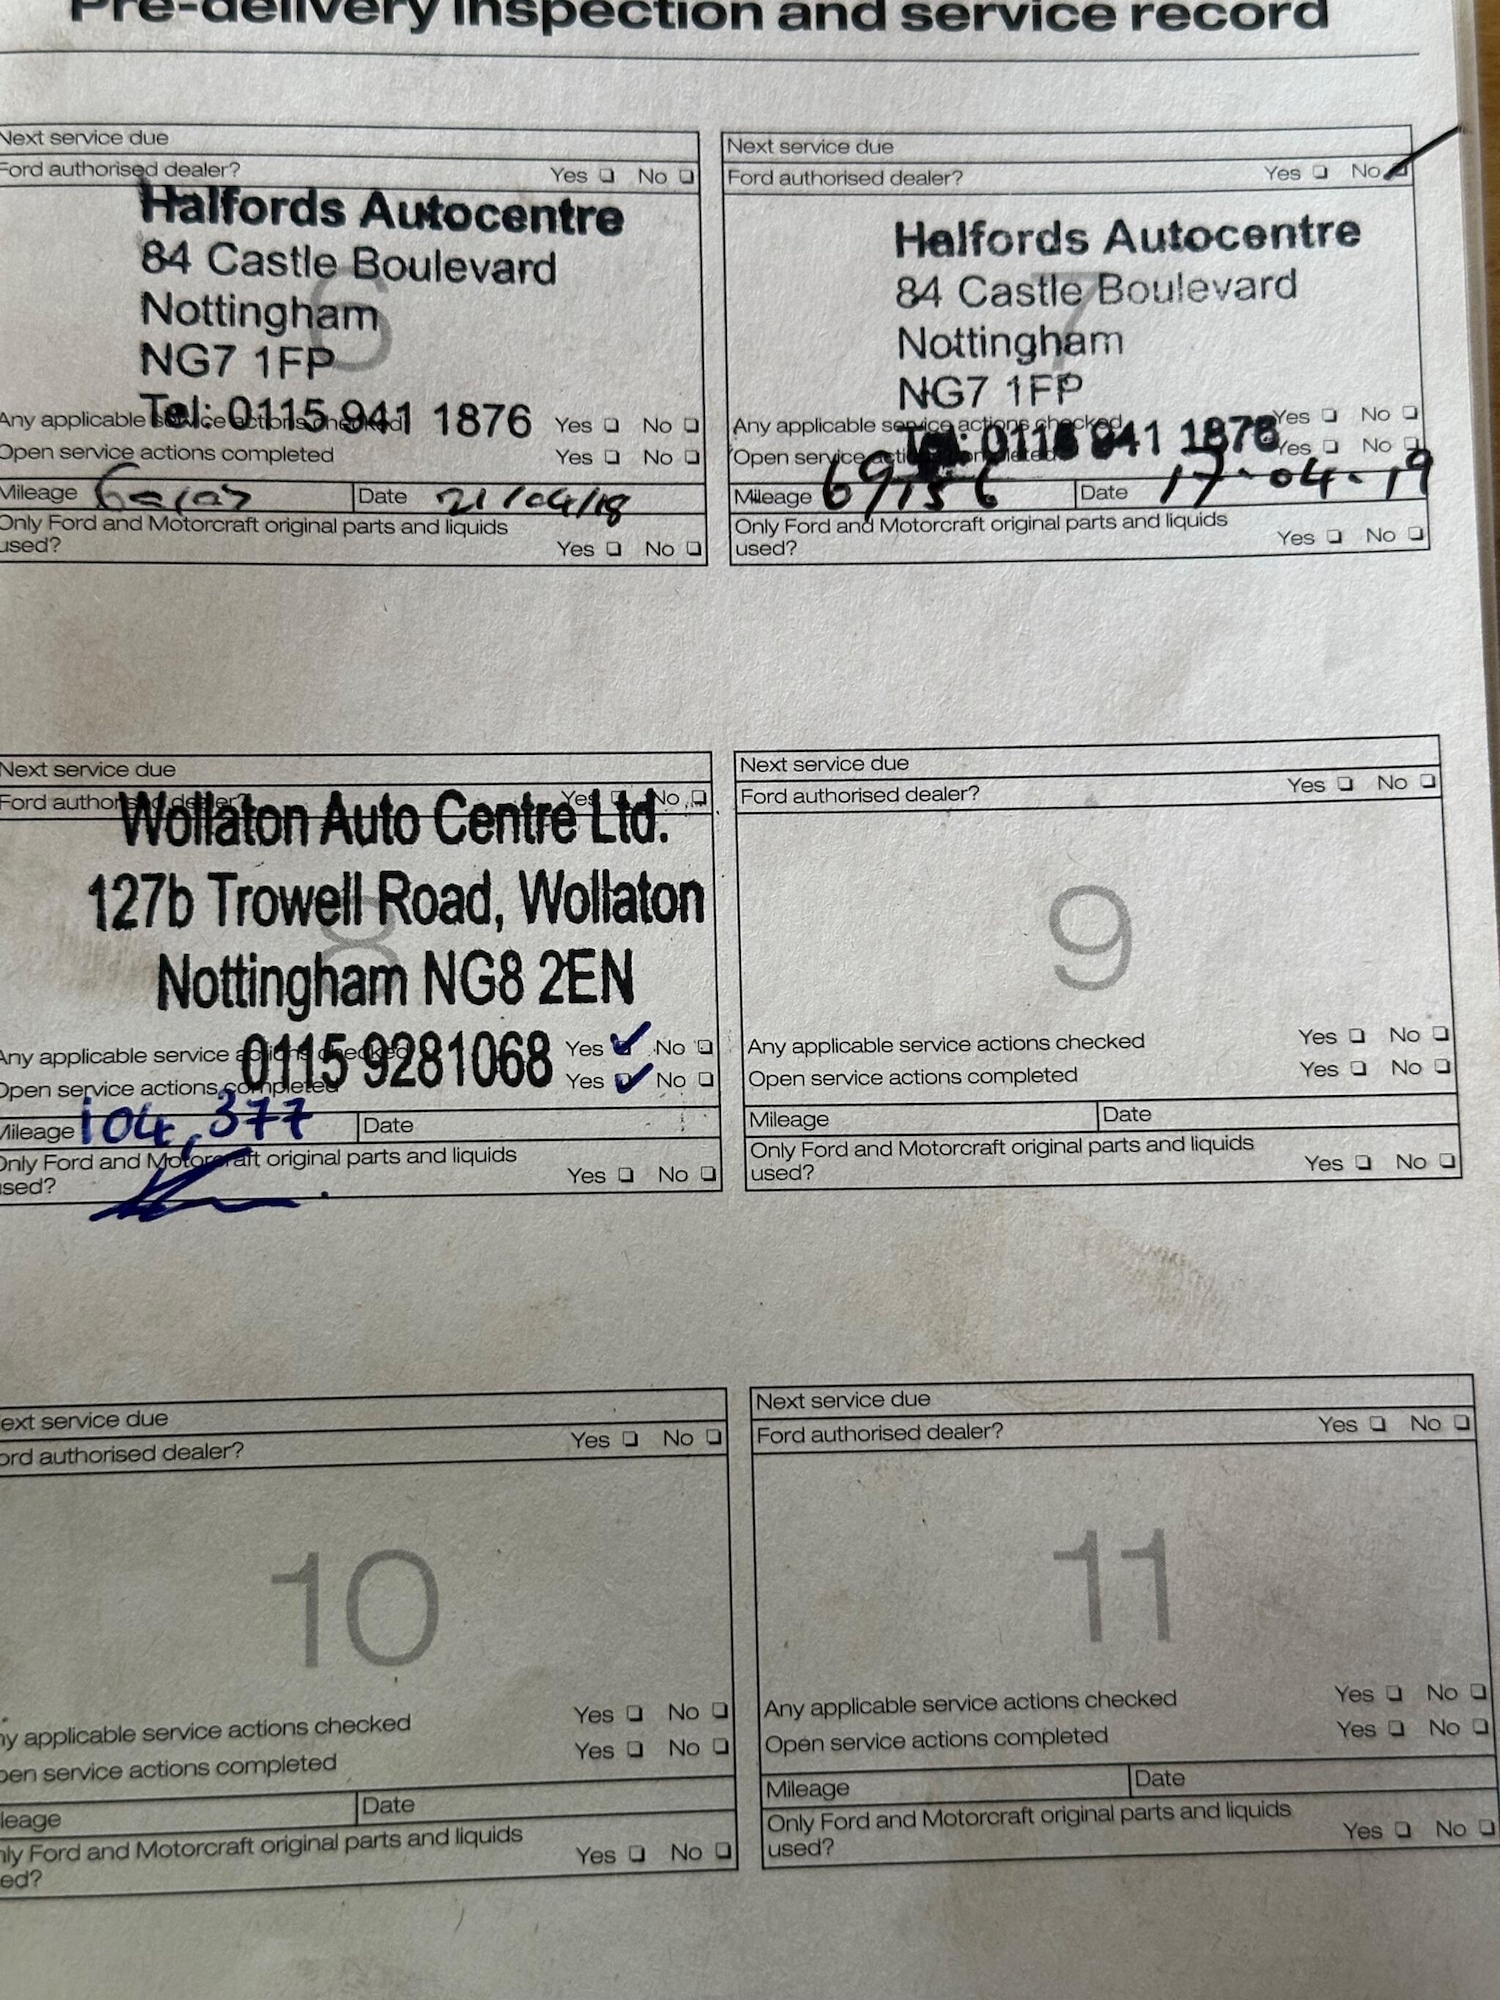 Pre-delivery inspection and service record
Next service due
Ford authorised dealer? Yes No
Halfords Autocentre
84 Castle Boulevard
6
Nottingham
NG7 1FP
Tel: 0115 941 1876
Any applicable service actions checked Yes No
Open service actions completed Yes No
Mileage Date 21/04/18
Only Ford and Motorcraft original parts and liquids
used? Yes No
Next service due
Ford authorised dealer? Yes No
Halfords Autocentre
84 Castle Boulevard
7
Nottingham
NG7 1FP
Tel: 0115 941 1876
Any applicable service actions checked Yes No
Open service actions completed Yes No
Mileage 69,156 Date 17-04-19
Only Ford and Motorcraft original parts and liquids
used? Yes No
Next service due
Ford authorised dealer? Yes No
Wollaton Auto Centre Ltd.
127b Trowell Road, Wollaton
8
Nottingham NG8 2EN
0115 9281068
Any applicable service actions checked Yes No
Open service actions completed Yes No
Mileage 104,377 Date
Only Ford and Motorcraft original parts and liquids
used? Yes No
Next service due
Ford authorised dealer? Yes No
9
Any applicable service actions checked Yes No
Open service actions completed Yes No
Mileage Date
Only Ford and Motorcraft original parts and liquids
used? Yes No
ext service due
ord authorised dealer? Yes No
10
ny applicable service actions checked Yes No
pen service actions completed Yes No
leage Date
nly Ford and Motorcraft original parts and liquids
ed? Yes No
Next service due
Ford authorised dealer? Yes No
11
Any applicable service actions checked Yes No
Open service actions completed Yes No
Mileage Date
Only Ford and Motorcraft original parts and liquids
used? Yes No